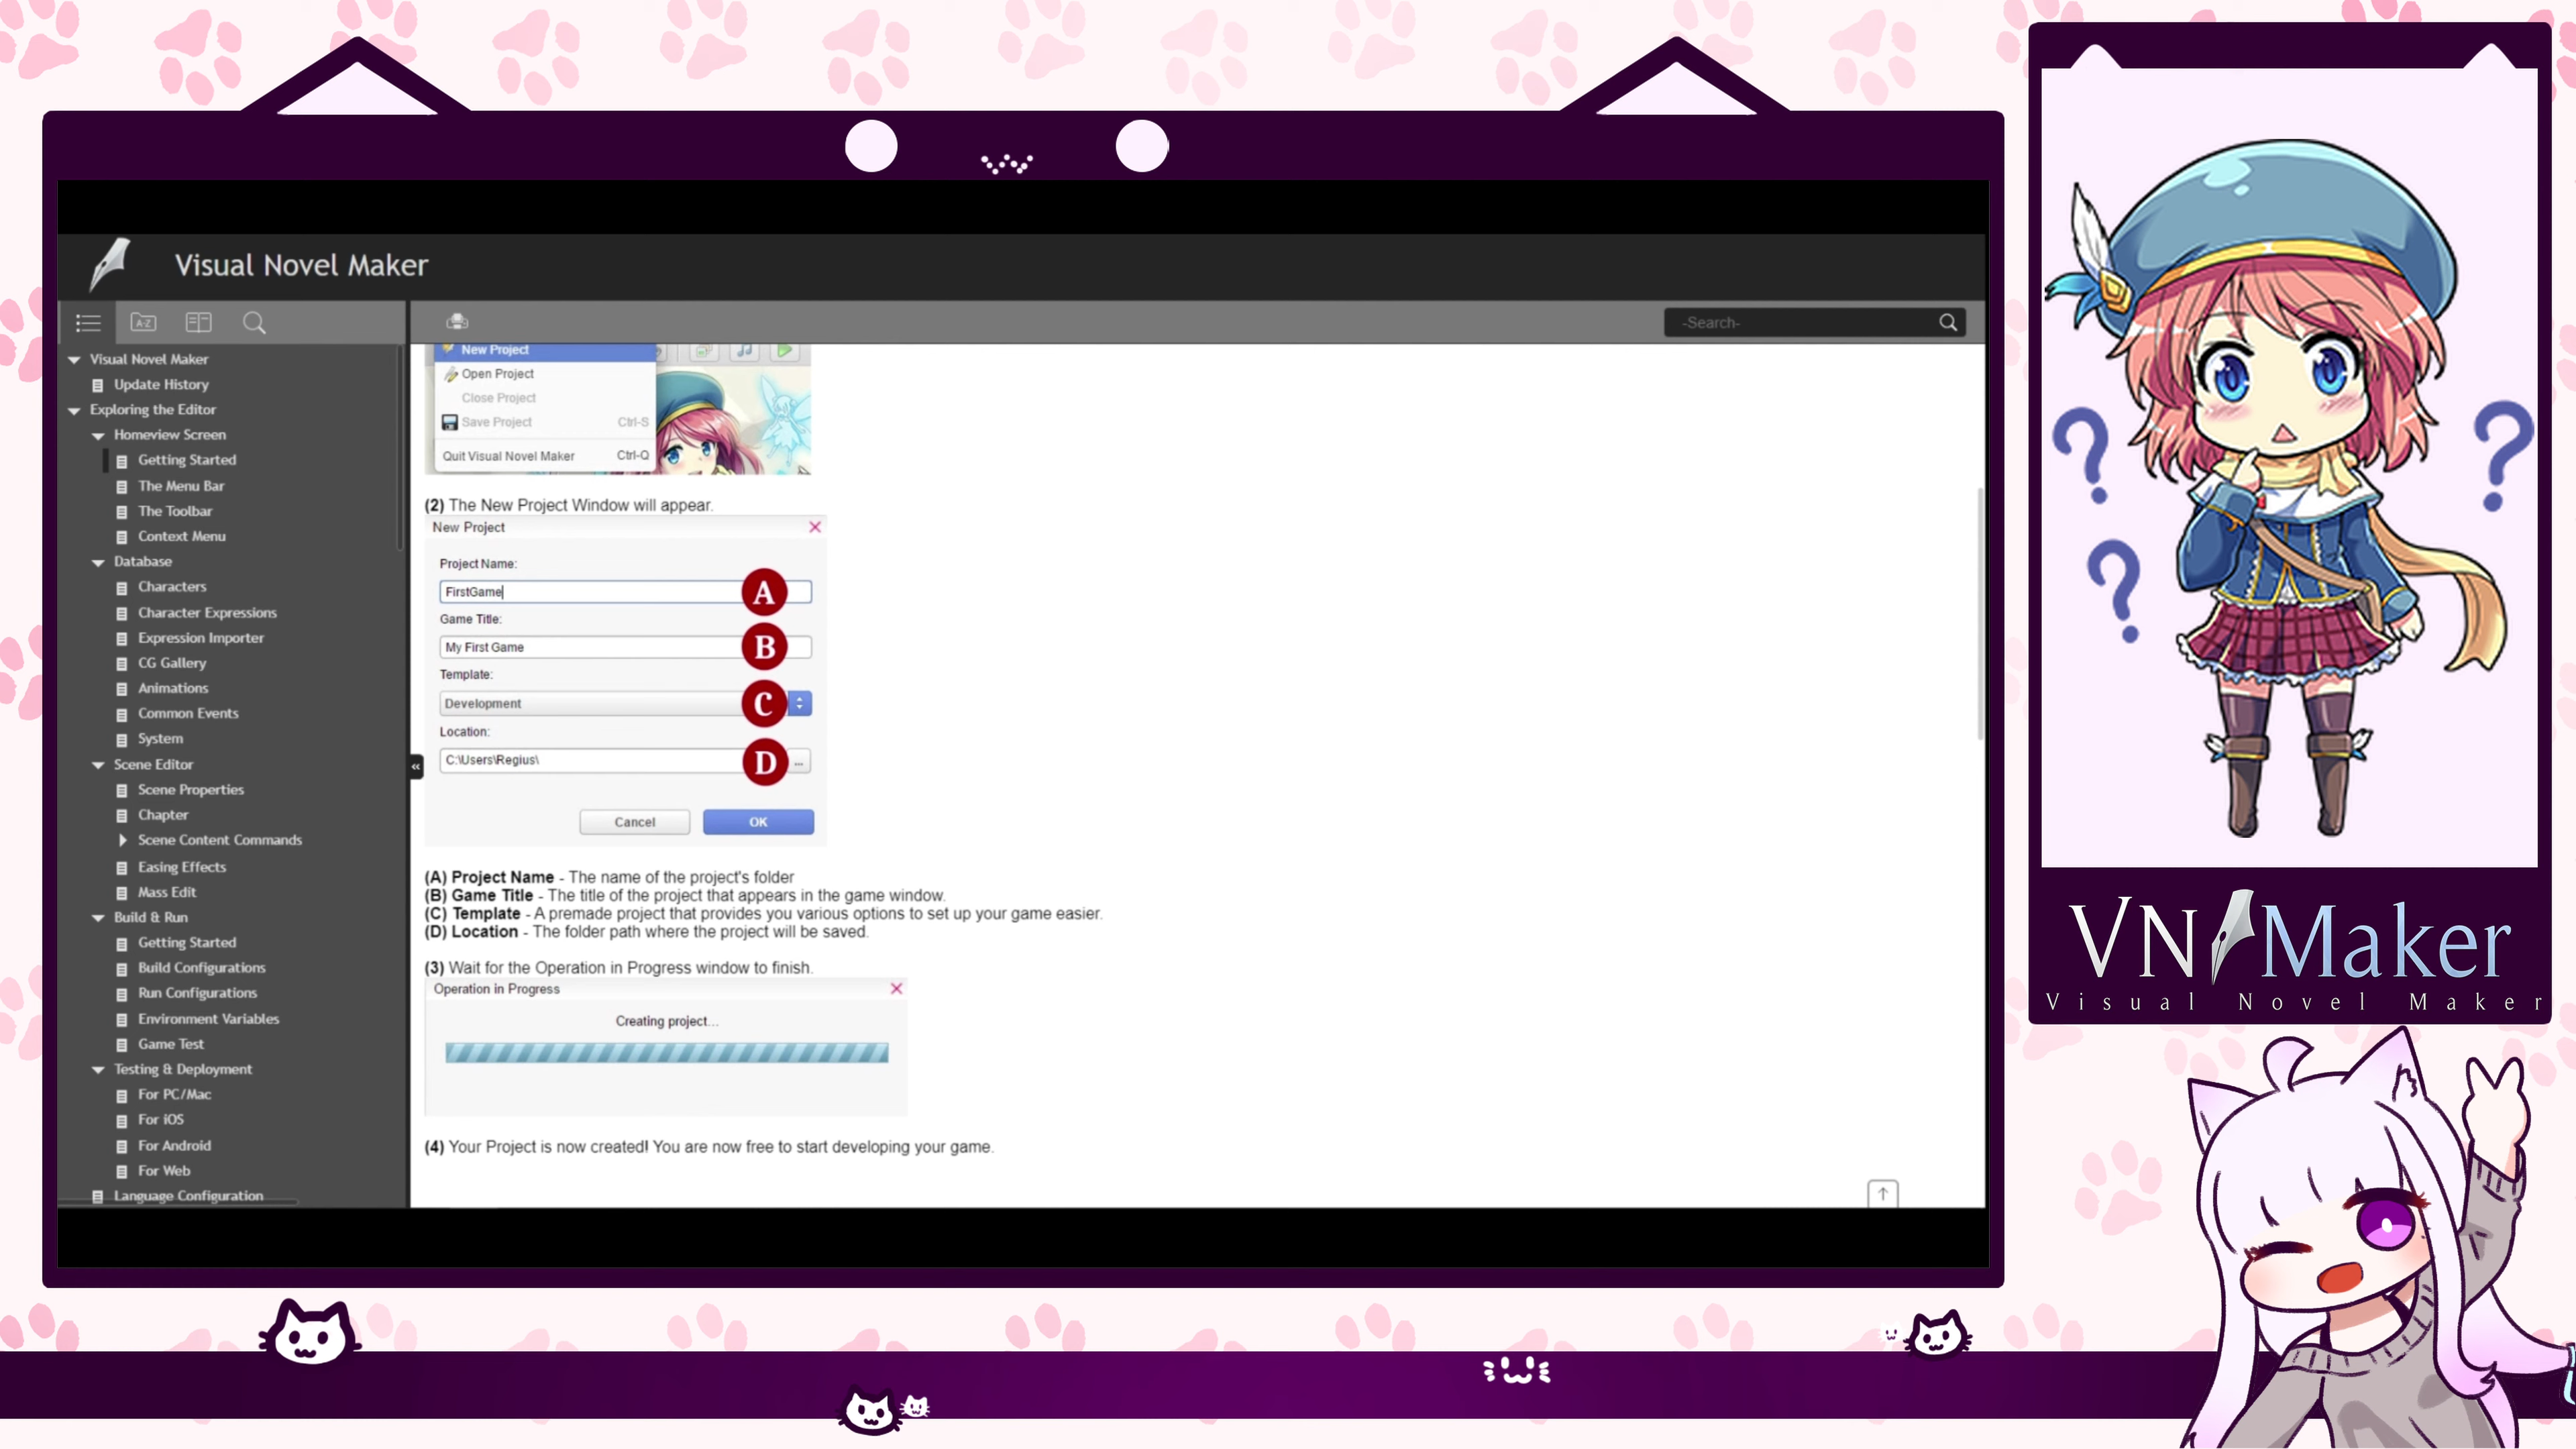 Visual Novel Maker
A-Z
-Search-
Visual Novel Maker
Update History
Exploring the Editor
Homeview Screen
Getting Started
The Menu Bar
The Toolbar
Context Menu
Database
Characters
Character Expressions
Expression Importer
CG Gallery
Animations
Common Events
System
Scene Editor
Scene Properties
Chapter
Scene Content Commands
Easing Effects
Mass Edit
Build & Run
Getting Started
Build Configurations
Run Configurations
Environment Variables
Game Test
Testing & Deployment
For PC/Mac
For iOS
For Android
For Web
Language Configuration
New Project
Open Project
Close Project
Save Project Ctrl-S
Quit Visual Novel Maker Ctrl-Q
(2) The New Project Window will appear.
New Project
Project Name:
FirstGame A
Game Title:
My First Game B
Template:
Development C
Location:
C:\Users\Regius\ D ...
Cancel OK
(A) Project Name - The name of the project's folder
(B) Game Title - The title of the project that appears in the game window.
(C) Template - A premade project that provides you various options to set up your game easier.
(D) Location - The folder path where the project will be saved.
(3) Wait for the Operation in Progress window to finish.
Operation in Progress
Creating project...
(4) Your Project is now created! You are now free to start developing your game.
? ? ?
VN Maker
Visual Novel Maker